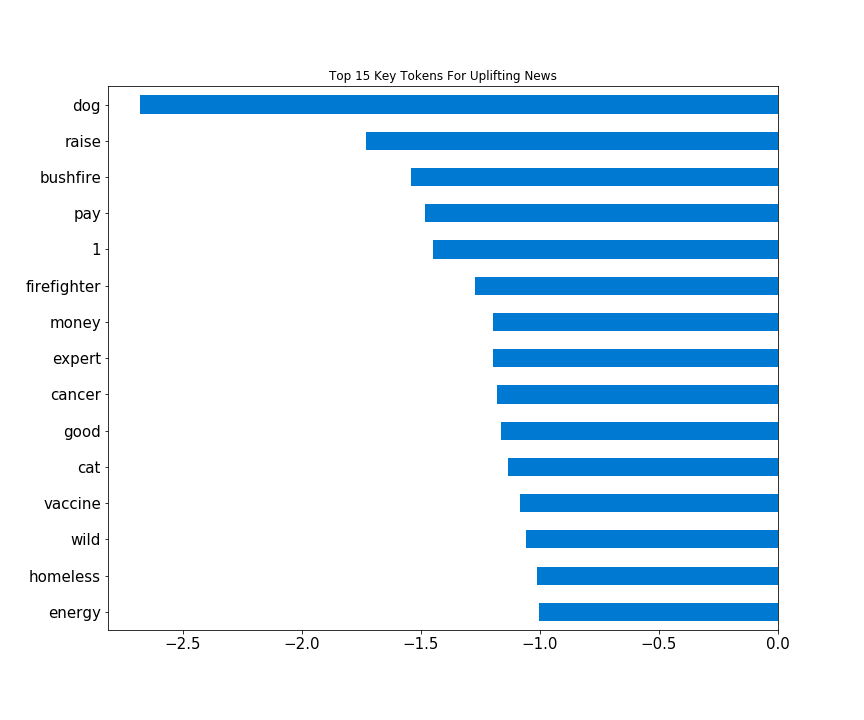 Top 15 Key Tokens For Uplifting News
dog
raise
bushfire
pay
1
firefighter
money
expert
cancer
good
cat
vaccine
wild
homeless
energy
−2.5 −2.0 −1.5 −1.0 −0.5 0.0